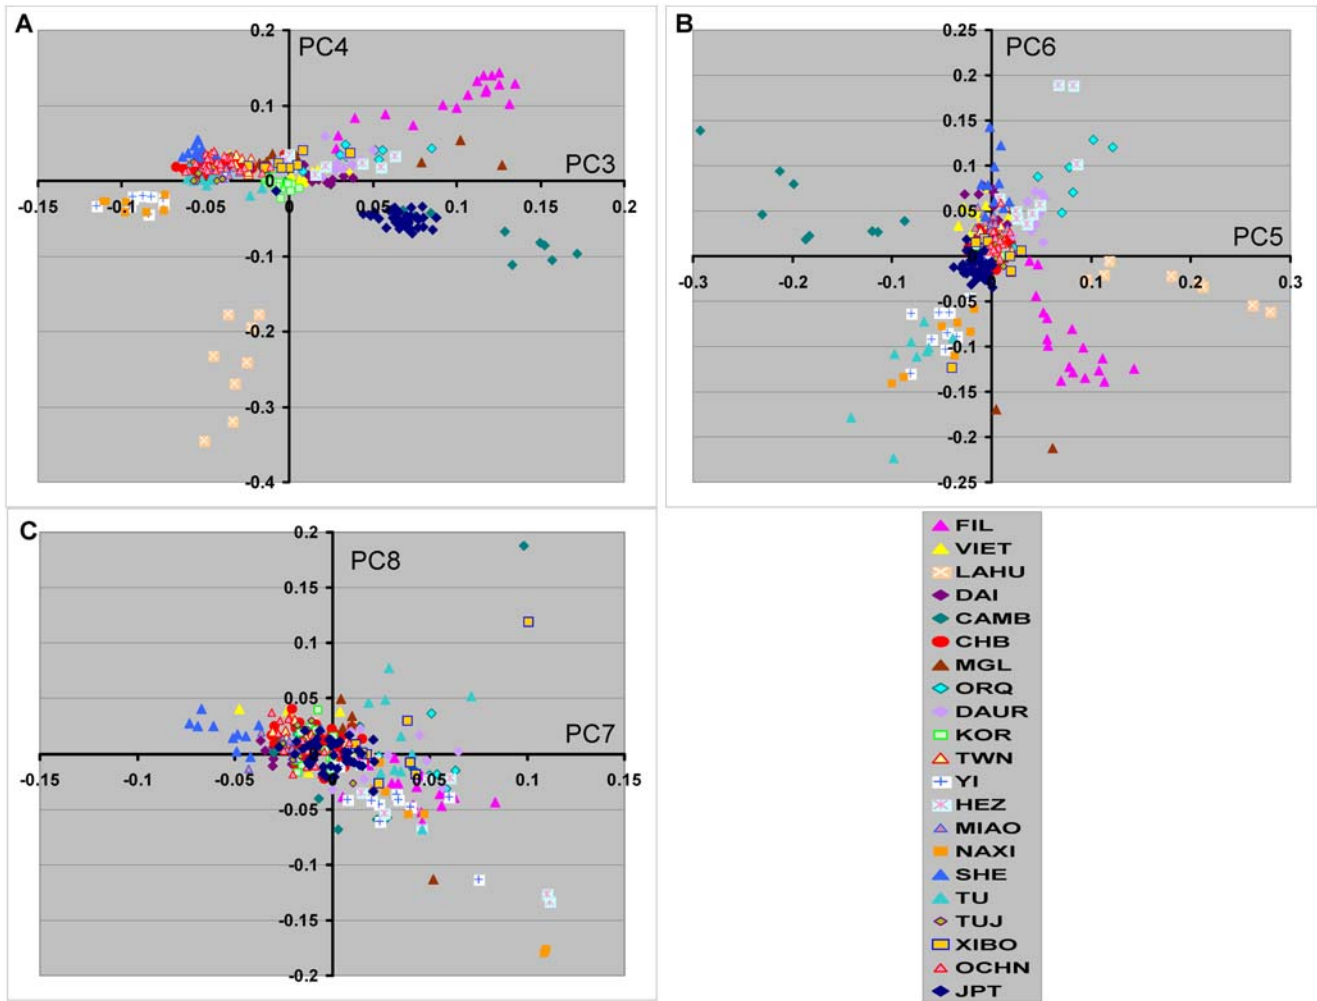 A
PC4
0.2
0.1
PC3
0
-0.15
-0.1
-0.05
0
0.05
0.1
0.15
0.2
-0.1
-0.2
-0.3
-0.4
B
0.25
PC6
0.2
0.15
0.1
0.05
PC5
0
-0.3
-0.2
-0.1
0
0.1
0.2
0.3
-0.05
-0.1
-0.15
-0.2
-0.25
C
0.2
PC8
0.15
0.1
0.05
PC7
0
-0.15
-0.1
-0.05
0
0.05
0.1
0.15
-0.05
-0.1
-0.15
-0.2
FIL
VIET
LAHU
DAI
CAMB
CHB
MGL
ORQ
DAUR
KOR
TWN
YI
HEZ
MIAO
NAXI
SHE
TU
TUJ
XIBO
OCHN
JPT